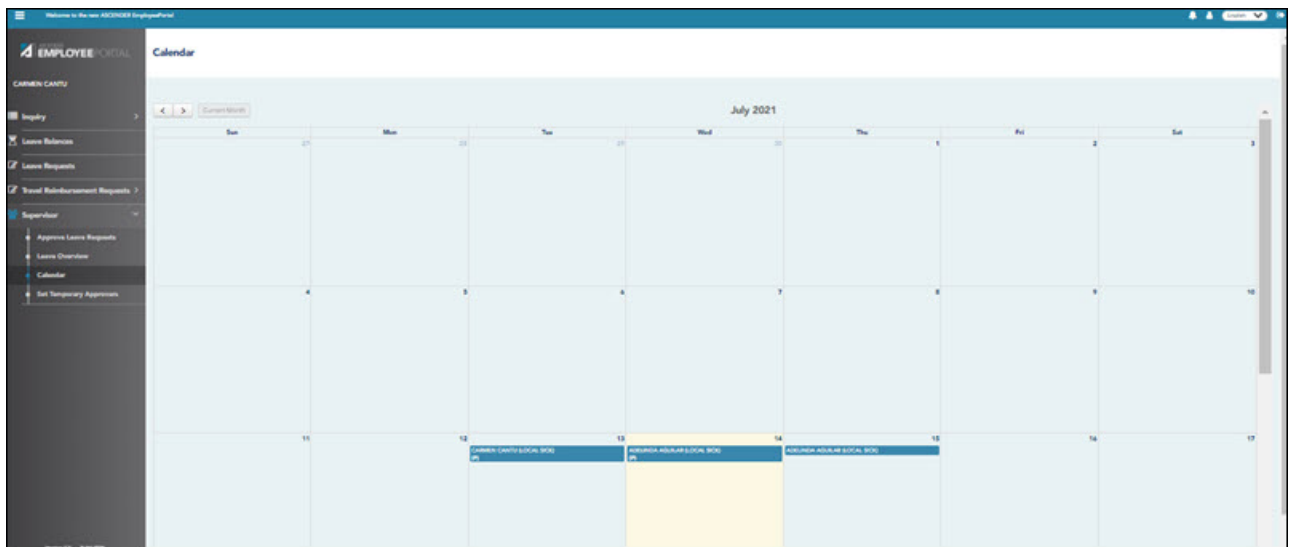 Welcome to the new ASCENDER EmployeePortal
English
EMPLOYEEPORTAL
Calendar
CARMEN CANTU
Inquiry
Leave Balances
Leave Requests
Travel Reimbursement Requests
Supervisor
Approve Leave Requests
Leave Overview
Calendar
Set Temporary Approvers
Current Month
July 2021
Sun Mon Tue Wed Thu Fri Sat
27 28 29 30 1 2 3
4 5 6 7 8 9 10
11 12 13 14 15 16 17
CARMEN CANTU (LOCAL SICK) ADELINDA AGUILAR (LOCAL SICK) ADELINDA AGUILAR (LOCAL SICK)